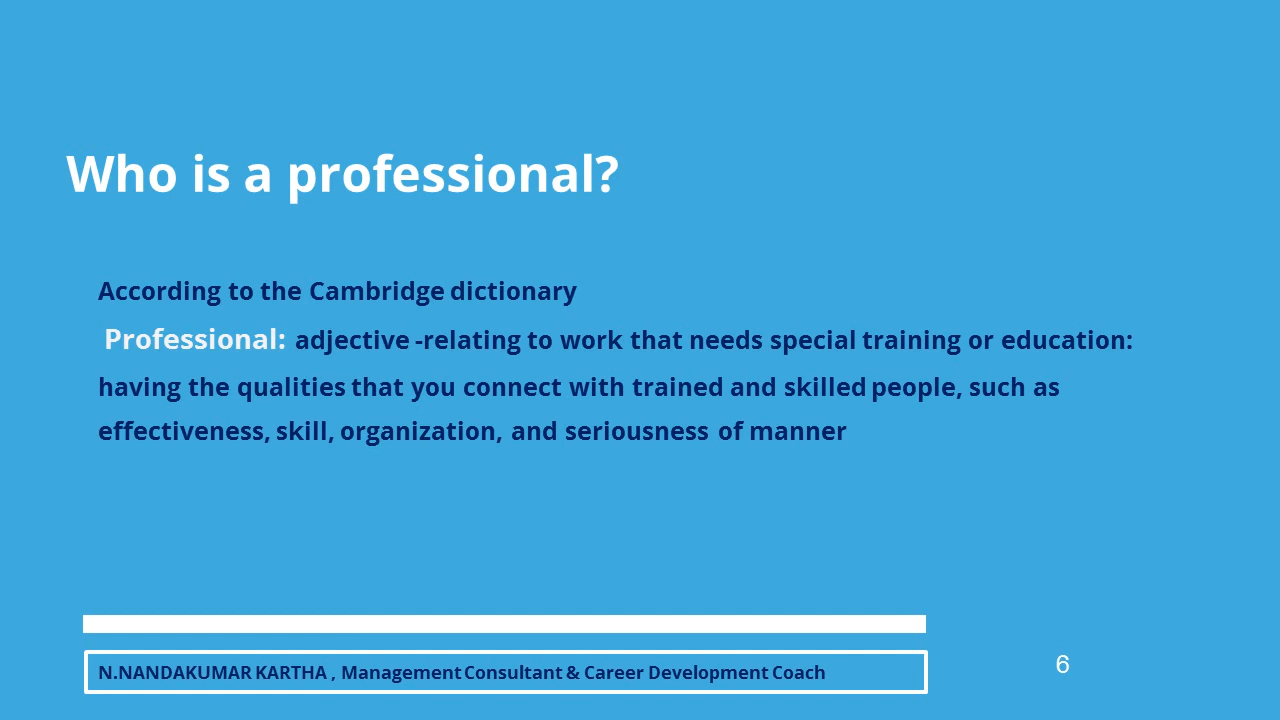 Who is a professional?
According to the Cambridge dictionary
Professional: adjective -relating to work that needs special training or education:
having the qualities that you connect with trained and skilled people, such as
effectiveness, skill, organization, and seriousness of manner
N.NANDAKUMAR KARTHA , Management Consultant & Career Development Coach
6